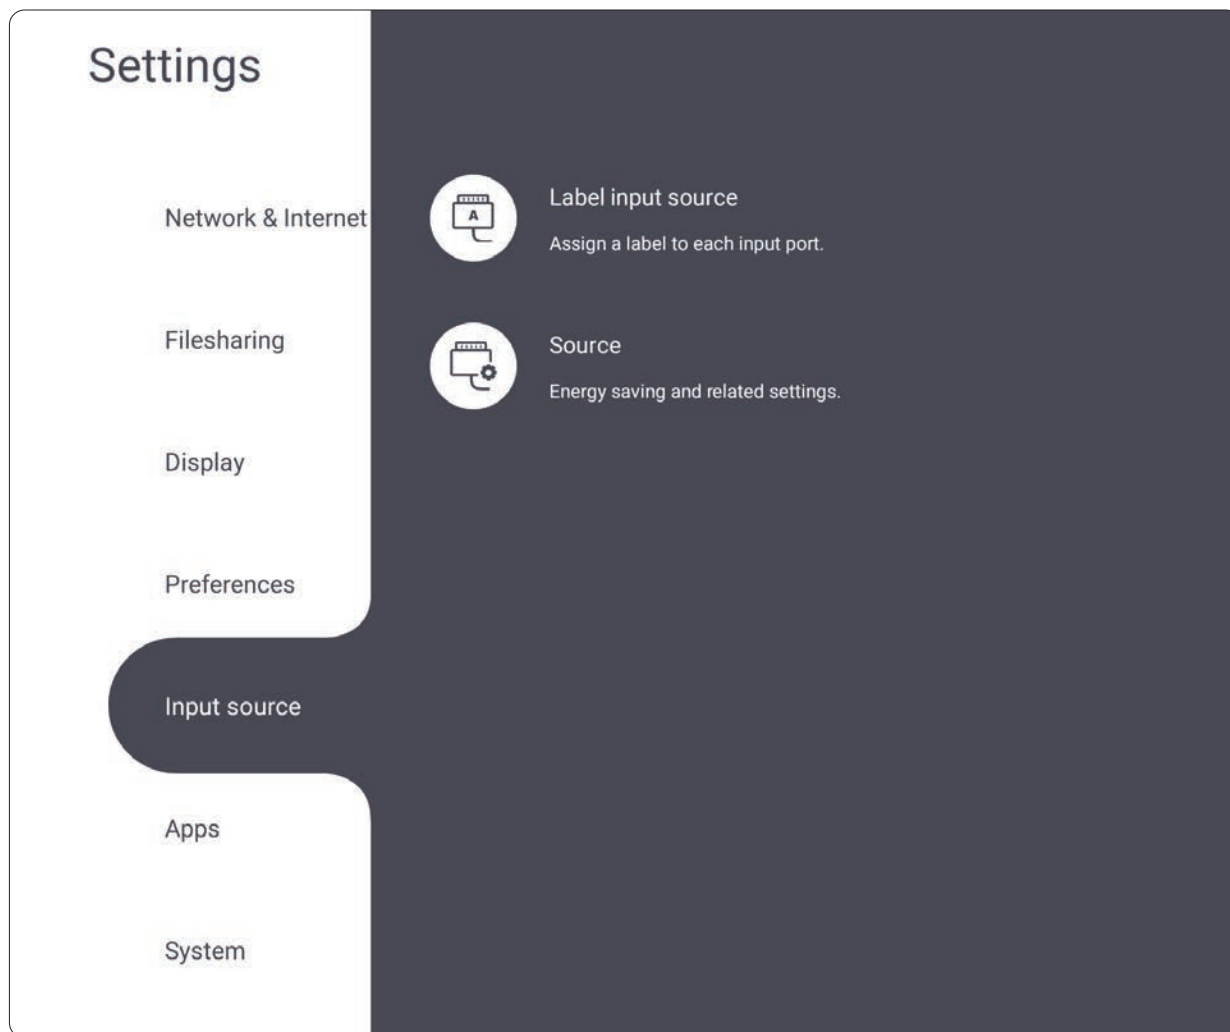 Settings
Network & Internet
Filesharing
Display
Preferences
Input source
Apps
System
A
Label input source
Assign a label to each input port.
Source
Energy saving and related settings.